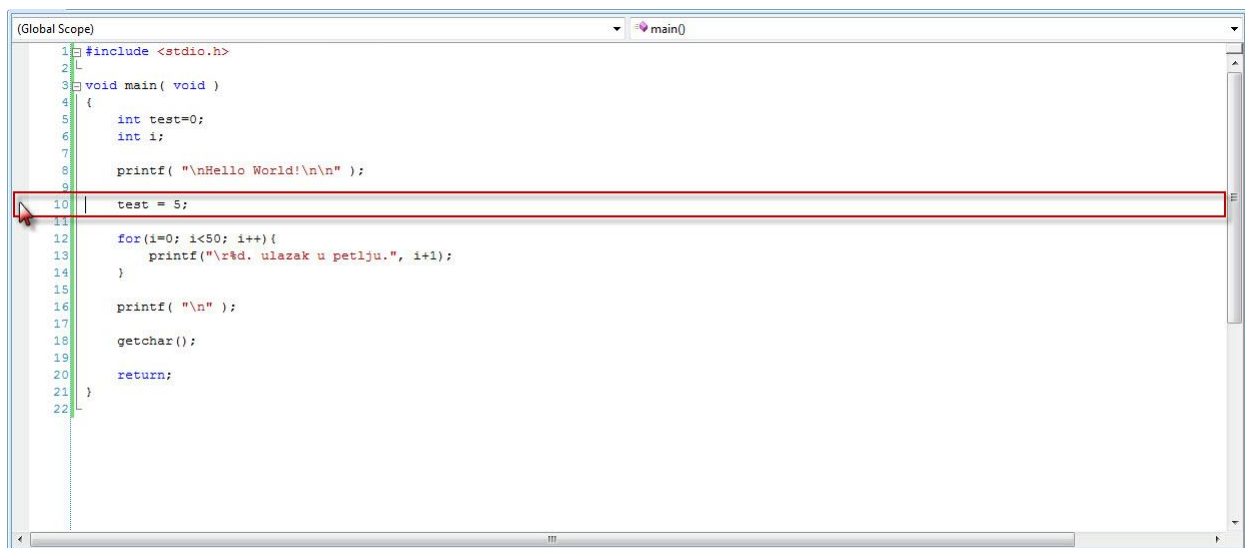 (Global Scope) main()
1 #include <stdio.h>
2
3 void main( void )
4 {
5 int test=0;
6 int i;
7
8 printf( "\nHello World!\n\n" );
9
10 test = 5;
11
12 for(i=0; i<50; i++){
13 printf("\r%d. ulazak u petlju.", i+1);
14 }
15
16 printf( "\n" );
17
18 getchar();
19
20 return;
21 }
22